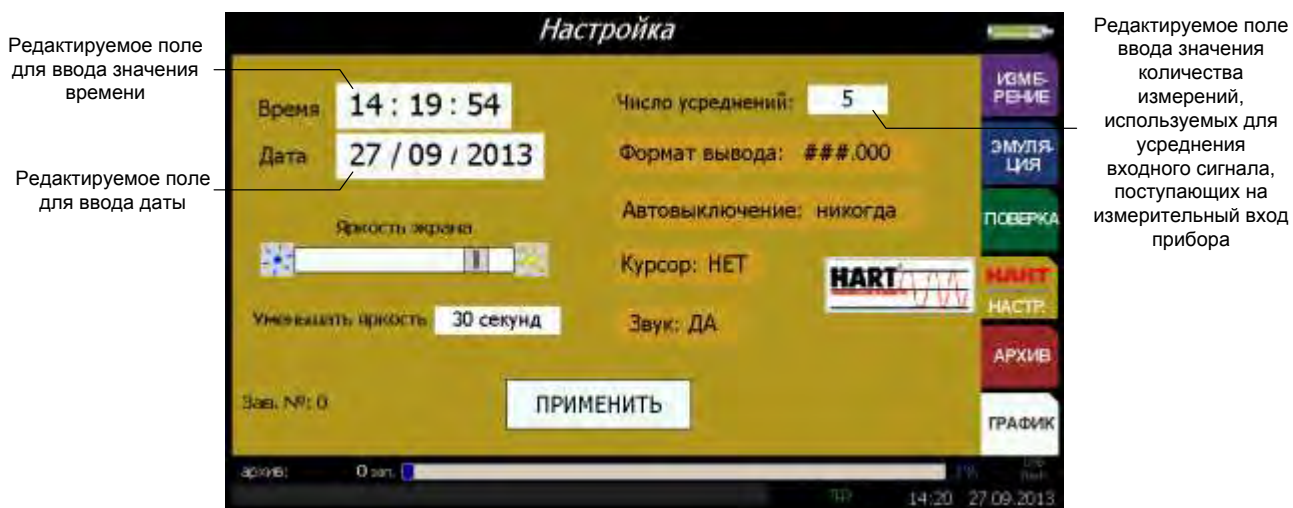 Настройка
Редактируемое поле
для ввода значения
времени
Редактируемое поле
для ввода даты
Время 14 : 19 : 54
Дата 27 / 09 / 2013
Яркость экрана
Уменьшать яркость 30 секунд
Зав. №: 0
ПРИМЕНИТЬ
Число усреднений: 5
Формат вывода: ###.000
Автовыключение: никогда
Курсор: НЕТ
HART
Звук: ДА
ИЗМЕ-
РЕНИЕ
ЭМУЛЯ-
ЦИЯ
ПОВЕРКА
HART
НАСТР.
АРХИВ
ГРАФИК
архив: 0 зап.
14:20 27.09.2013
Редактируемое поле
ввода значения
количества
измерений,
используемых для
усреднения
входного сигнала,
поступающих на
измерительный вход
прибора